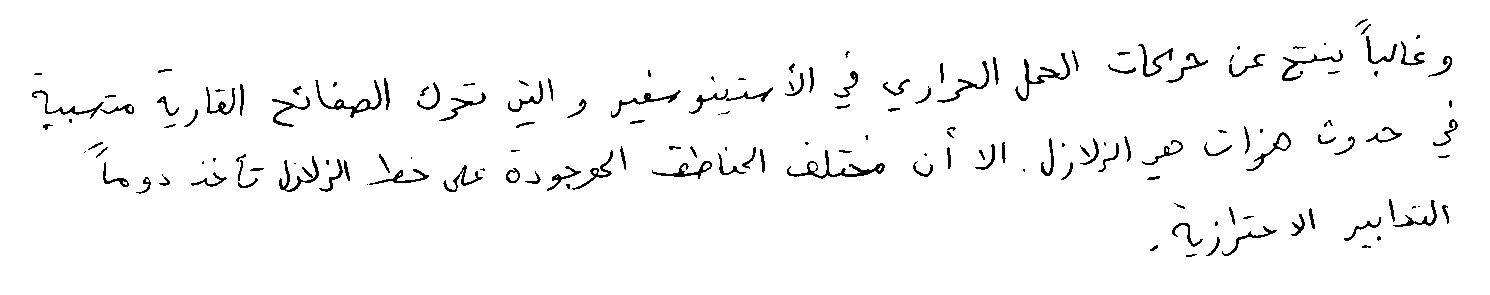 وغالباً ينتج عن حركات الحمل الحراري في الأستينوسفير والتي تحرك الصفائح القارية متسببة
في حدوث هزات هي الزلازل. الا أن مختلف المناطق الموجودة على خط الزلازل تأخذ دوماً
التدابير الاحترازية.